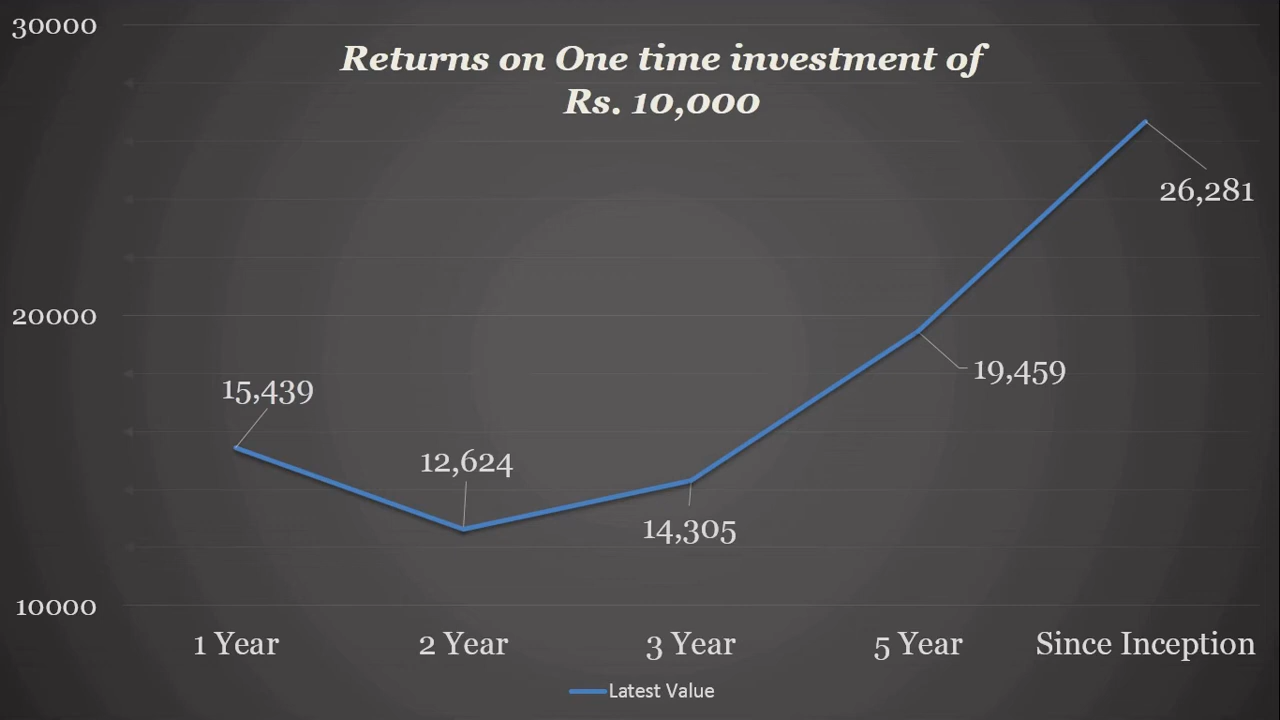 Returns on One time investment of
Rs. 10,000
30000
20000
10000
15,439
12,624
14,305
19,459
26,281
1 Year
2 Year
3 Year
5 Year
Since Inception
Latest Value